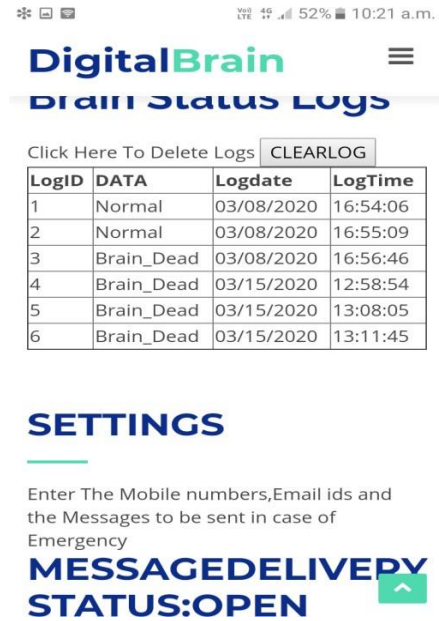 VoD LTE 4G 52% 10:21 a.m.
DigitalBrain
Brain Status Logs
Click Here To Delete Logs CLEARLOG
LogID DATA Logdate LogTime
1 Normal 03/08/2020 16:54:06
2 Normal 03/08/2020 16:55:09
3 Brain_Dead 03/08/2020 16:56:46
4 Brain_Dead 03/15/2020 12:58:54
5 Brain_Dead 03/15/2020 13:08:05
6 Brain_Dead 03/15/2020 13:11:45
SETTINGS
Enter The Mobile numbers,Email ids and
the Messages to be sent in case of
Emergency
MESSAGEDELIVERY
STATUS:OPEN